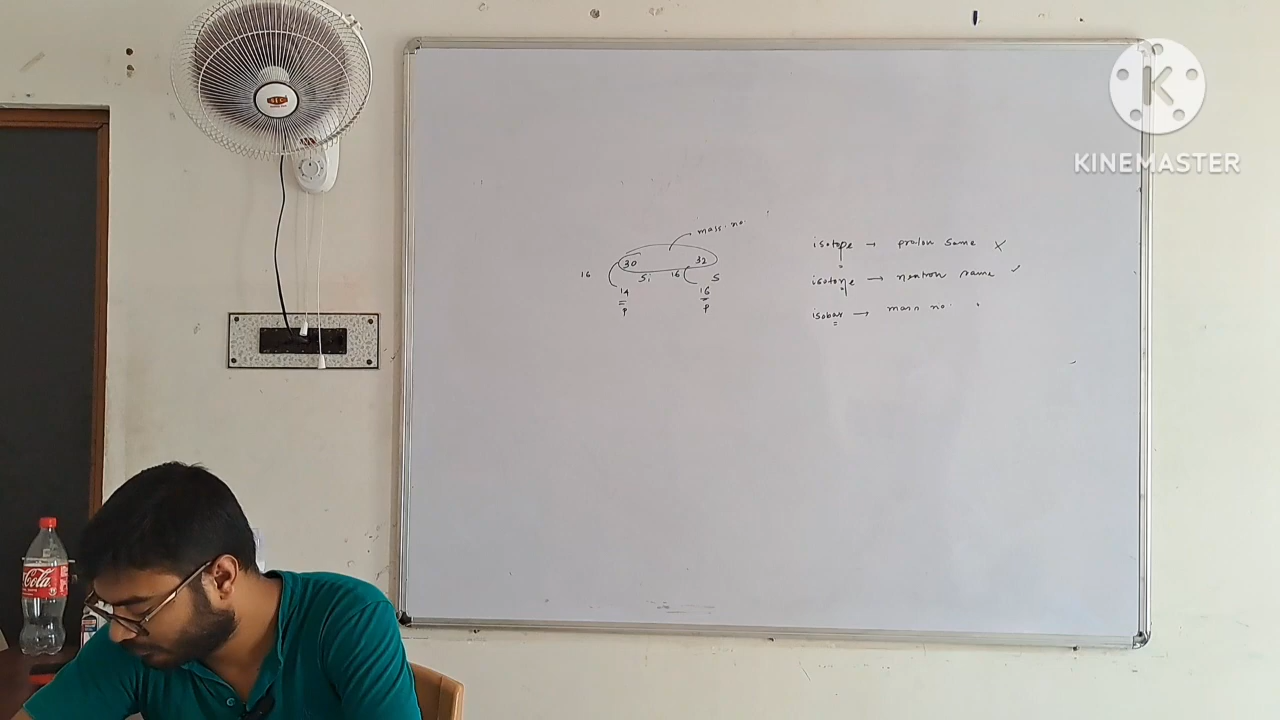 KINEMASTER
SLC
mass. no.
30 32
16 Si 16 S
14 16
P P
isotope → proton same ×
isotone → neutron same ✓
isobar → mass no.
Cola